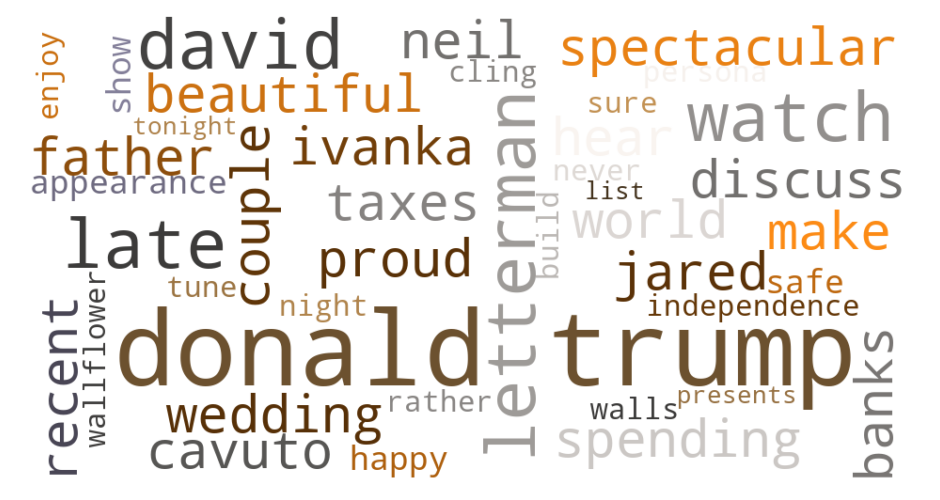 david
neil
spectacular
enjoy
show
cling
persona
beautiful
sure
watch
tonight
hear
father
couple
ivanka
letterman
never
discuss
appearance
list
taxes
build
world
late
make
proud
jared
safe
tune
night
independence
recent
wallflower
donald
trump
banks
presents
wedding
rather
walls
cavuto
happy
spending